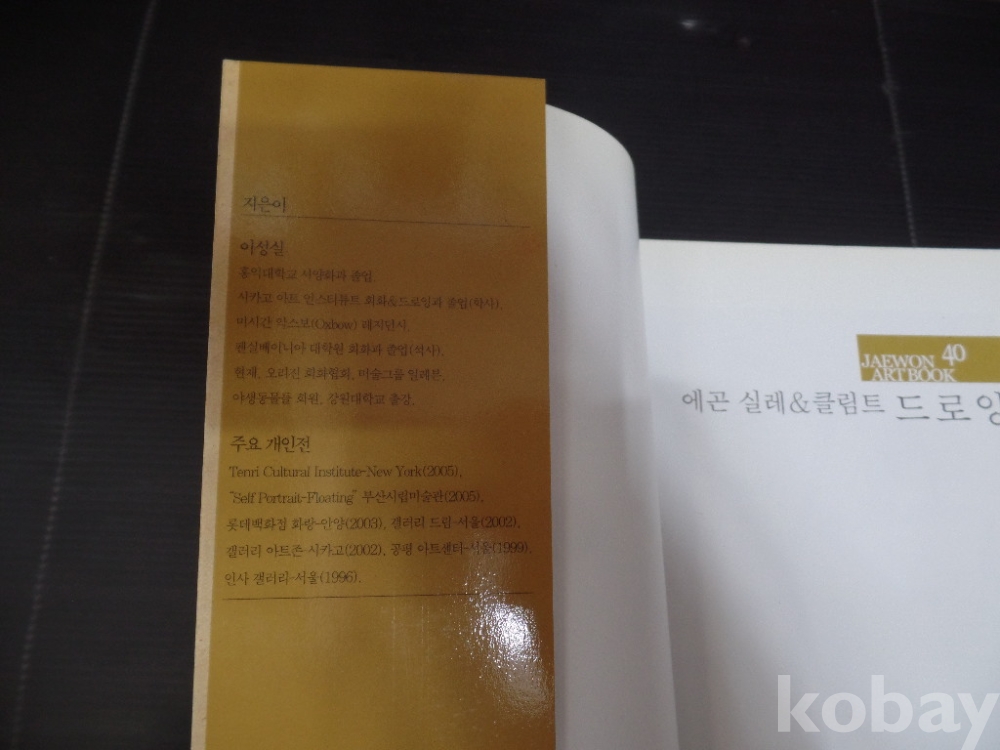 지은이
이성실
홍익대학교 서양화과 졸업.
시카고 아트 인스티튜트 회화&드로잉과 졸업(학사).
미시간 악스보(Oxbow) 레지던시.
펜실베이니아 대학원 회화과 졸업(석사).
현재, 오리진 회화협회, 미술그룹 일레븐,
야생동물들 회원. 강원대학교 출강.
주요 개인전
Tenri Cultural Institute-New York(2005),
"Self Portrait-Floating" 부산시립미술관(2005),
롯데백화점 화랑-안양(2003), 갤러리 드림-서울(2002),
갤러리 아트존-시카고(2002), 공평 아트센터-서울(1999),
인사 갤러리-서울(1996).
JAEWON 40
ART BOOK
에곤 실레&클림트 드로잉
kobay